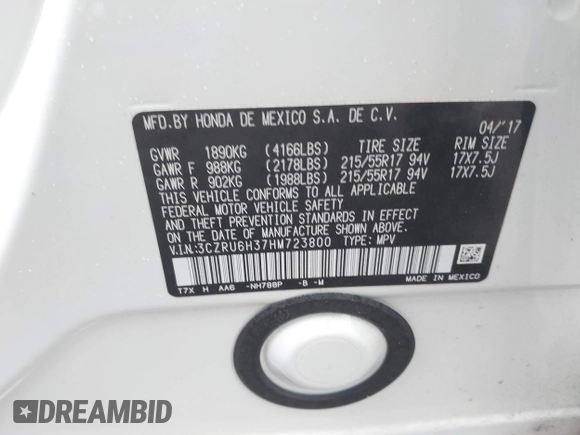 MFD.BY HONDA DE MEXICO S.A. DE C.V.
04/'17
GVWR 1890KG (4166LBS) TIRE SIZE RIM SIZE
GAWR F 988KG (2178LBS) 215/55R17 94V 17X7.5J
GAWR R 902KG (1988LBS) 215/55R17 94V 17X7.5J
THIS VEHICLE CONFORMS TO ALL APPLICABLE
FEDERAL MOTOR VEHICLE SAFETY
AND THEFT PREVENTION STANDARDS IN EFFECT
ON THE DATE OF MANUFACTURE SHOWN ABOVE.
V.I.N:3CZRU6H37HM723800 TYPE: MPV
T7X H AA6 -NH788P -B -M MADE IN MEXICO
DREAMBID